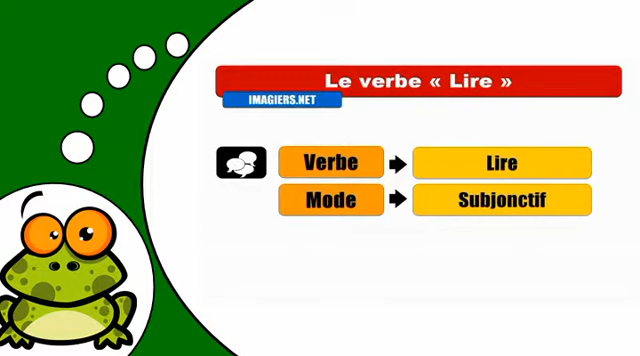 Le verbe « Lire »
IMAGIERS.NET
Verbe Lire
Mode Subjonctif